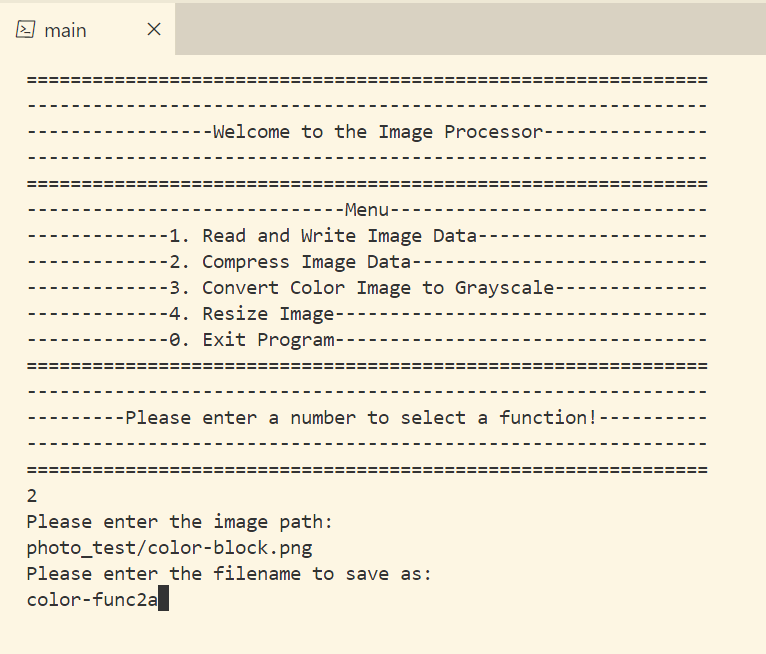 main
==============================================================
--------------------------------------------------------------
-----------------Welcome to the Image Processor---------------
--------------------------------------------------------------
==============================================================
-----------------------------Menu-----------------------------
-------------1. Read and Write Image Data---------------------
-------------2. Compress Image Data---------------------------
-------------3. Convert Color Image to Grayscale--------------
-------------4. Resize Image----------------------------------
-------------0. Exit Program----------------------------------
==============================================================
--------------------------------------------------------------
---------Please enter a number to select a function!----------
--------------------------------------------------------------
==============================================================
2
Please enter the image path:
photo_test/color-block.png
Please enter the filename to save as:
color-func2a